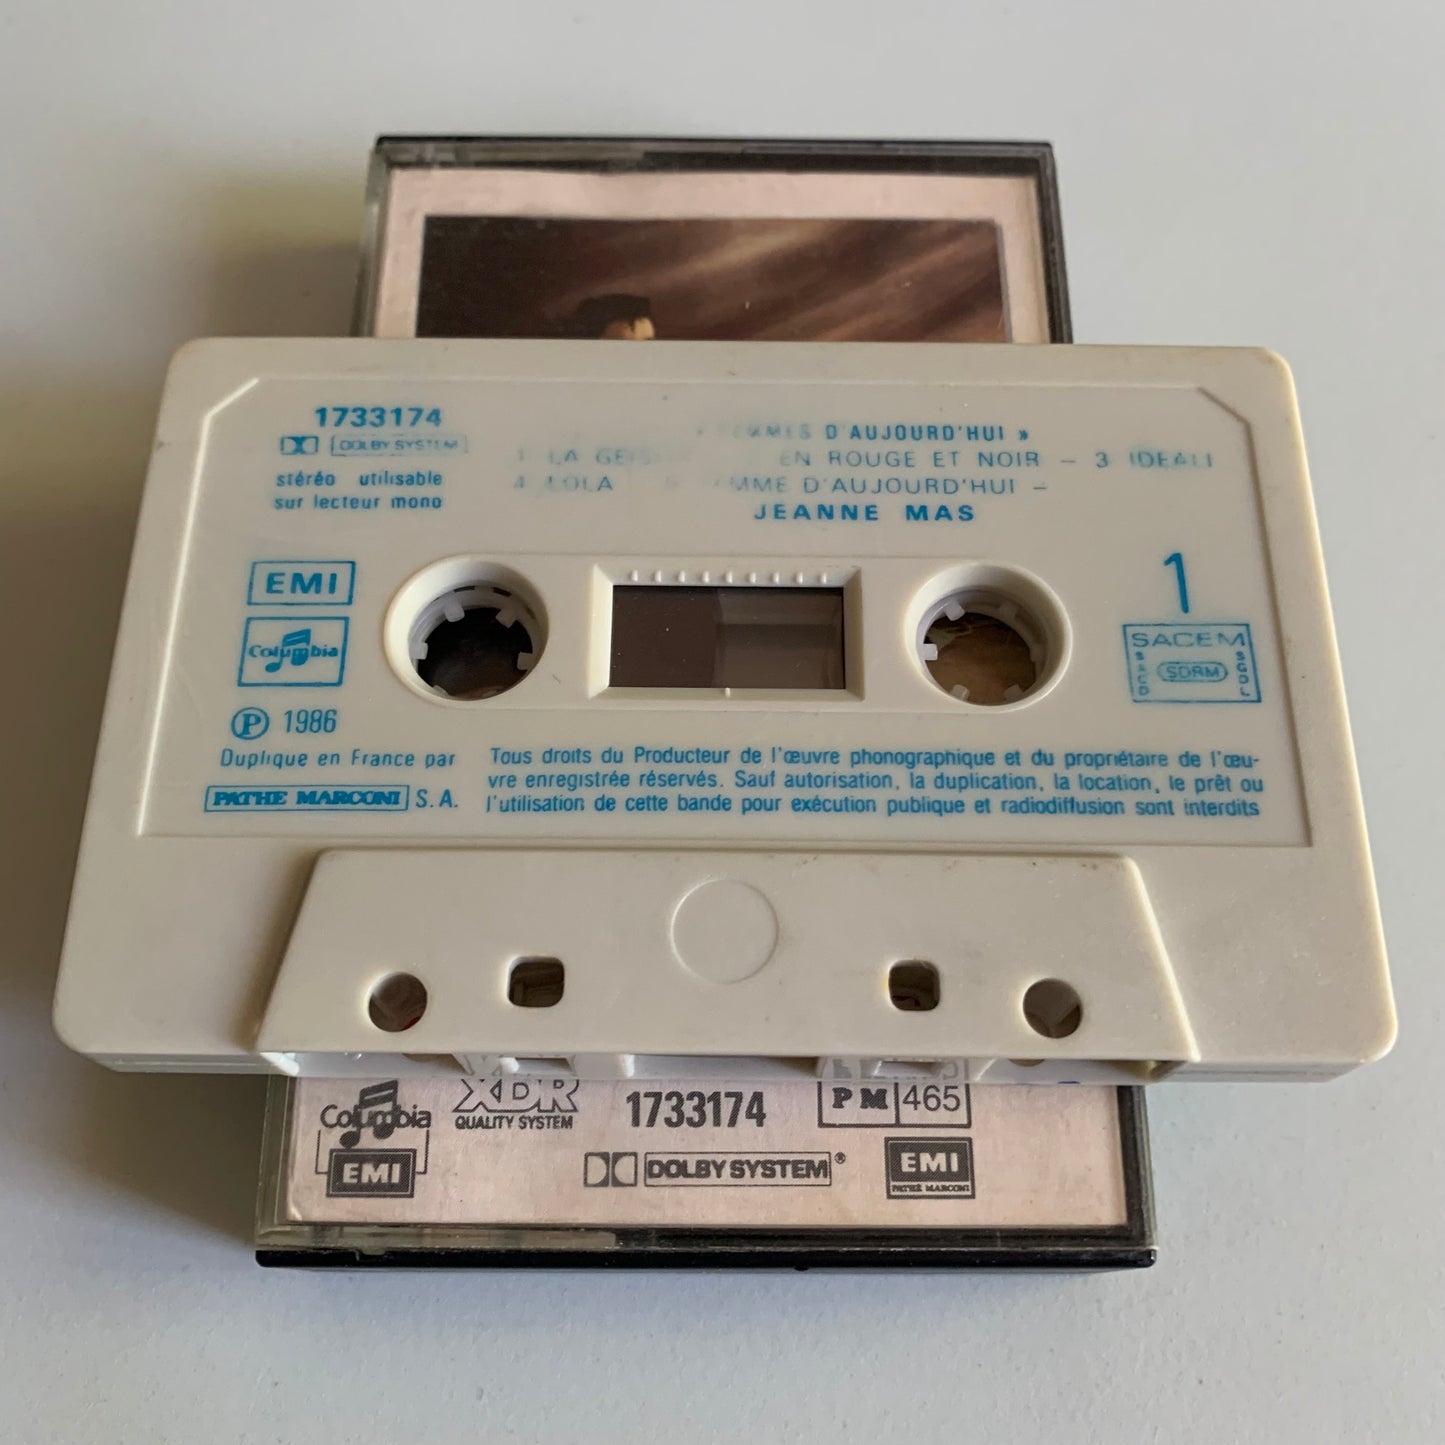 1733174
DOLBY SYSTEM
stéréo utilisable
sur lecteur mono
D'AUJOURD'HUI »
LA
EN ROUGE ET NOIR – 3 IDEALI
4 LOLA D'AUJOURD'HUI –
JEANNE MAS
EMI
Columbia
℗ 1986
Duplique en France par
PATHE MARCONI S.A.
1
SACEM
SACD
SDRM
SGDL
Tous droits du Producteur de l'œuvre phonographique et du propriétaire de l'œu-
vre enregistrée réservés. Sauf autorisation, la duplication, la location, le prêt ou
l'utilisation de cette bande pour exécution publique et radiodiffusion sont interdits
Columbia
EMI
XDR
QUALITY SYSTEM
1733174
PM 465
DOLBY SYSTEM®
EMI
PATHE MARCONI